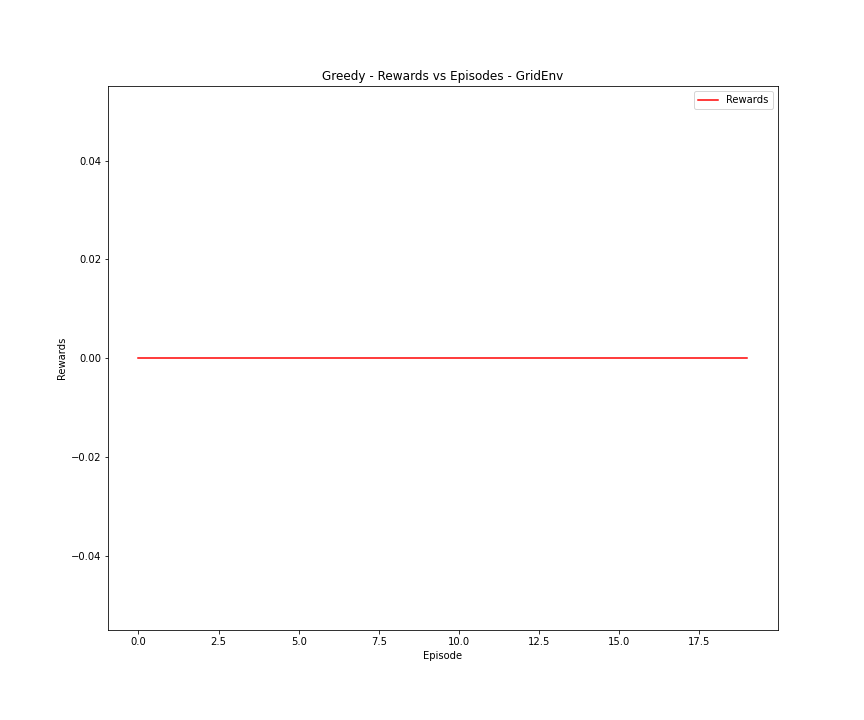 Greedy - Rewards vs Episodes - GridEnv
Rewards
0.04
0.02
0.00
−0.02
−0.04
Rewards
0.0 2.5 5.0 7.5 10.0 12.5 15.0 17.5
Episode